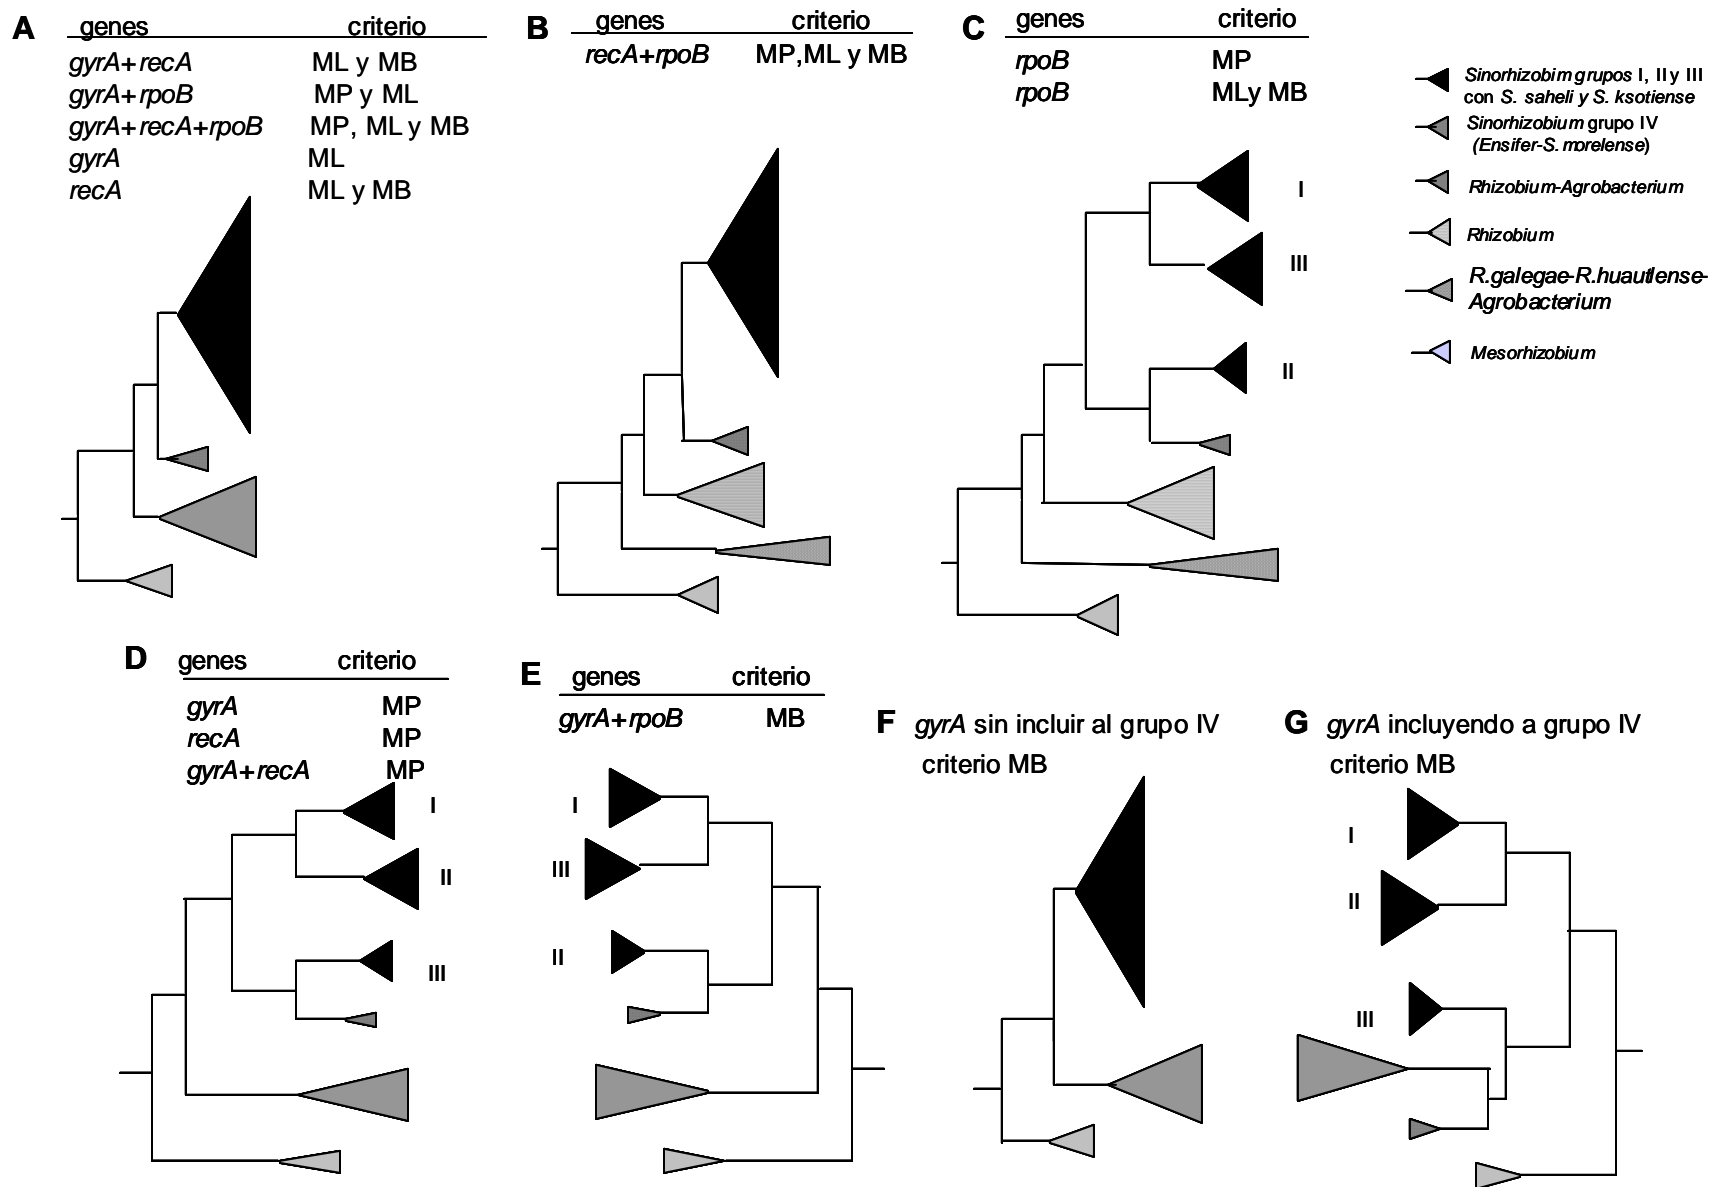 A genes criterio
gyrA+recA ML y MB
gyrA+rpoB MP y ML
gyrA+recA+rpoB MP, ML y MB
gyrA ML
recA ML y MB
B genes criterio
recA+rpoB MP,ML y MB
C genes criterio
rpoB MP
rpoB MLy MB
I
III
II
Sinorhizobim grupos I, II y III
con S. saheli y S. ksotiense
Sinorhizobium grupo IV
(Ensifer-S. morelense)
Rhizobium-Agrobacterium
Rhizobium
R.galegae-R.huautlense-
Agrobacterium
Mesorhizobium
D genes criterio
gyrA MP
recA MP
gyrA+recA MP
I
II
III
E genes criterio
gyrA+rpoB MB
I
III
II
F gyrA sin incluir al grupo IV
criterio MB
G gyrA incluyendo a grupo IV
criterio MB
I
II
III